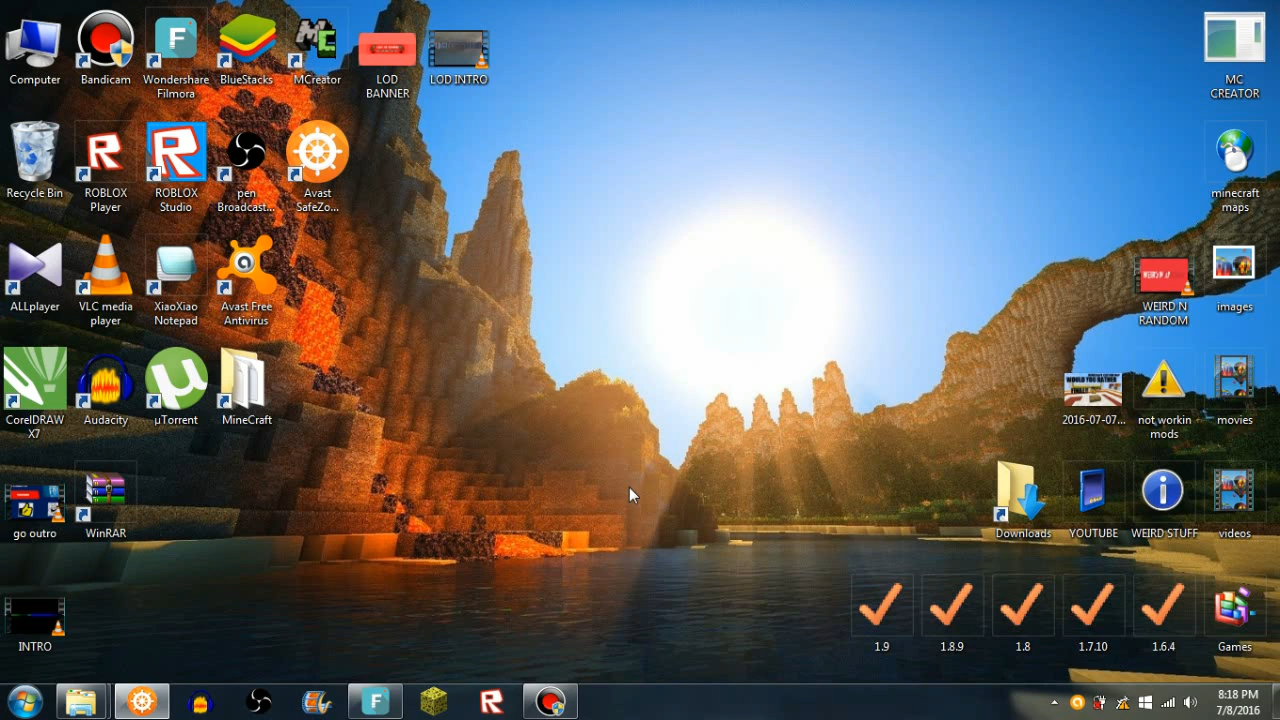 Computer
Bandicam
Wondershare
Filmora
BlueStacks
MCreator
LOD
BANNER
LOD INTRO
MC
CREATOR
Recycle Bin
ROBLOX
Player
ROBLOX
Studio
pen
Broadcast...
Avast
SafeZo...
minecraft
maps
ALLplayer
VLC media
player
XiaoXiao
Notepad
Avast Free
Antivirus
WEIRD N
RANDOM
images
CorelDRAW
X7
Audacity
µTorrent
MineCraft
WOULD YOU RATHER
2016-07-07...
not workin
mods
movies
go outro
WinRAR
Downloads
YOUTUBE
WEIRD STUFF
videos
INTRO
1.9
1.8.9
1.8
1.7.10
1.6.4
Games
8:18 PM
7/8/2016